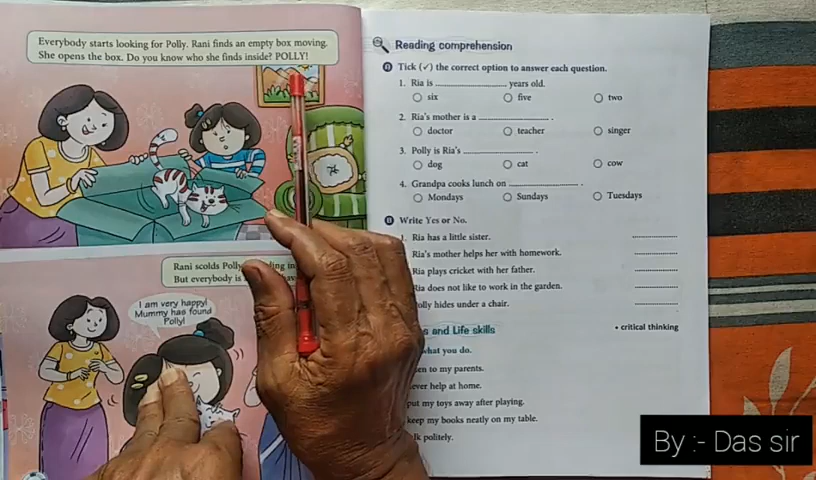 Everybody starts looking for Polly. Rani finds an empty box moving.
She opens the box. Do you know who she finds inside? POLLY!
Rani scolds Polly
But everybody is
I am very happy!
Mummy has found
Polly!
Reading comprehension
Tick (✓) the correct option to answer each question.
1. Ria is ____________ years old.
six five two
2. Ria's mother is a ____________ .
doctor teacher singer
3. Polly is Ria's ____________ .
dog cat cow
4. Grandpa cooks lunch on ____________ .
Mondays Sundays Tuesdays
Write Yes or No.
Ria has a little sister.
Ria's mother helps her with homework.
Ria plays cricket with her father.
Ria does not like to work in the garden.
olly hides under a chair.
and Life skills • critical thinking
what you do.
to my parents.
ever help at home.
put my toys away after playing.
keep my books neatly on my table.
lk politely.
By :- Das sir